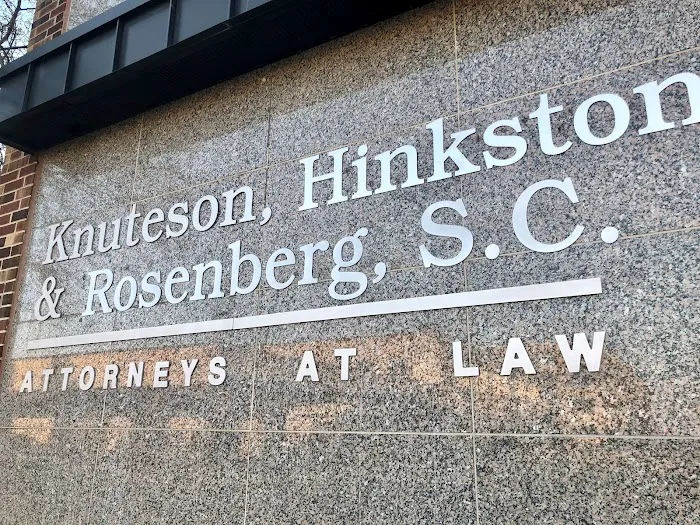 Knuteson, Hinkston
& Rosenberg, S.C.
ATTORNEYS AT LAW